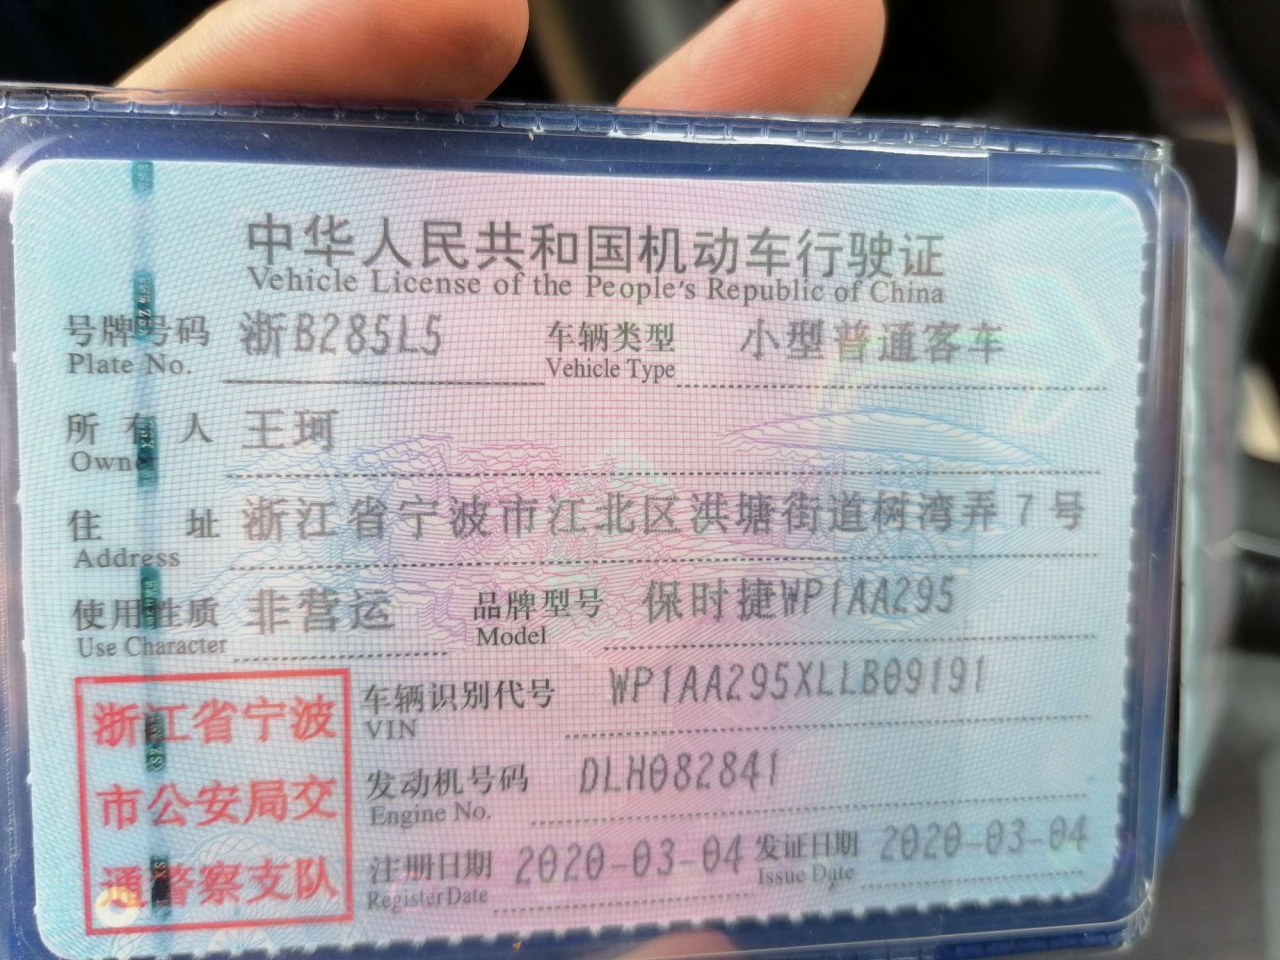 中华人民共和国机动车行驶证
Vehicle License of the People's Republic of China
号牌号码 浙B285L5 车辆类型 小型普通客车
Plate No. Vehicle Type
所有人 王珂
Owner
住址 浙江省宁波市江北区洪塘街道树湾弄7号
Address
使用性质 非营运 品牌型号 保时捷WP1AA295
Use Character Model
车辆识别代号 WP1AA295XLLB09191
VIN
发动机号码 DLH082841
Engine No.
注册日期 2020-03-04 发证日期 2020-03-04
Register Date Issue Date
浙江省宁波
市公安局交
通警察支队